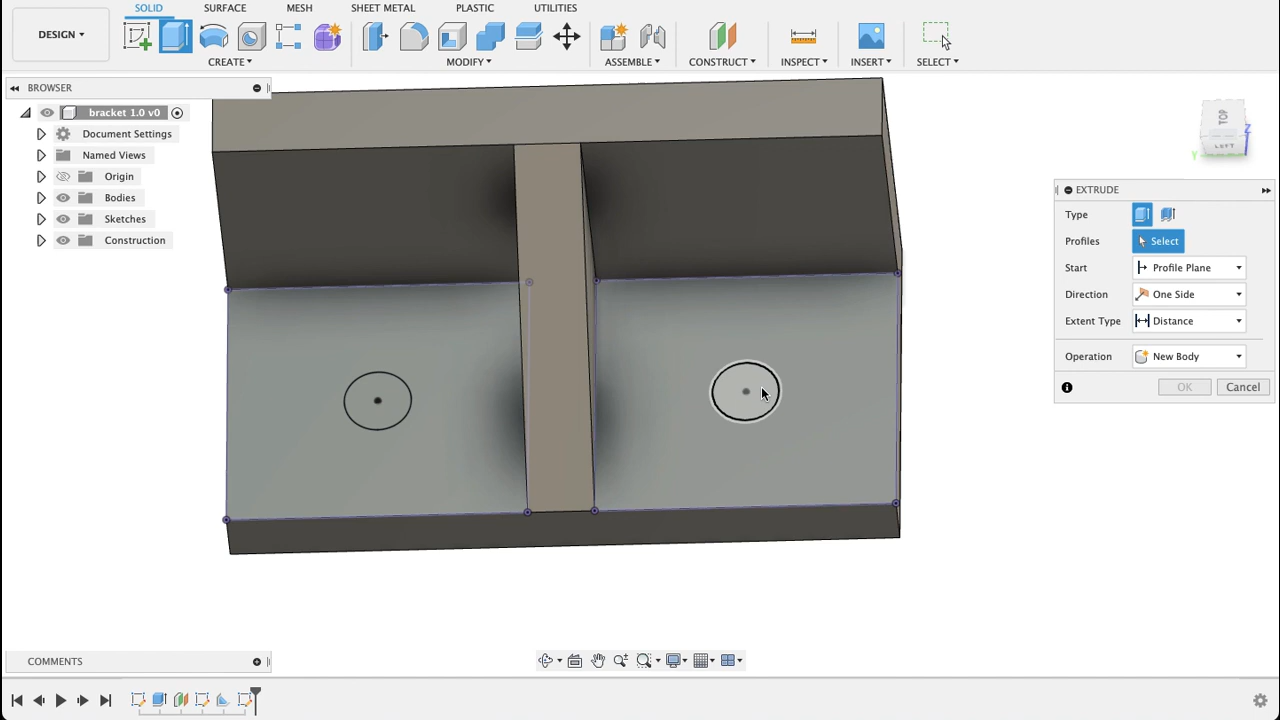 SOLID SURFACE MESH SHEET METAL PLASTIC UTILITIES
DESIGN
CREATE MODIFY ASSEMBLE CONSTRUCT INSPECT INSERT SELECT
BROWSER
bracket 1.0 v0
Document Settings
Named Views
Origin
Bodies
Sketches
Construction
TOP
LEFT
Z
Y
EXTRUDE
Type
Profiles Select
Start Profile Plane
Direction One Side
Extent Type Distance
Operation New Body
OK Cancel
COMMENTS